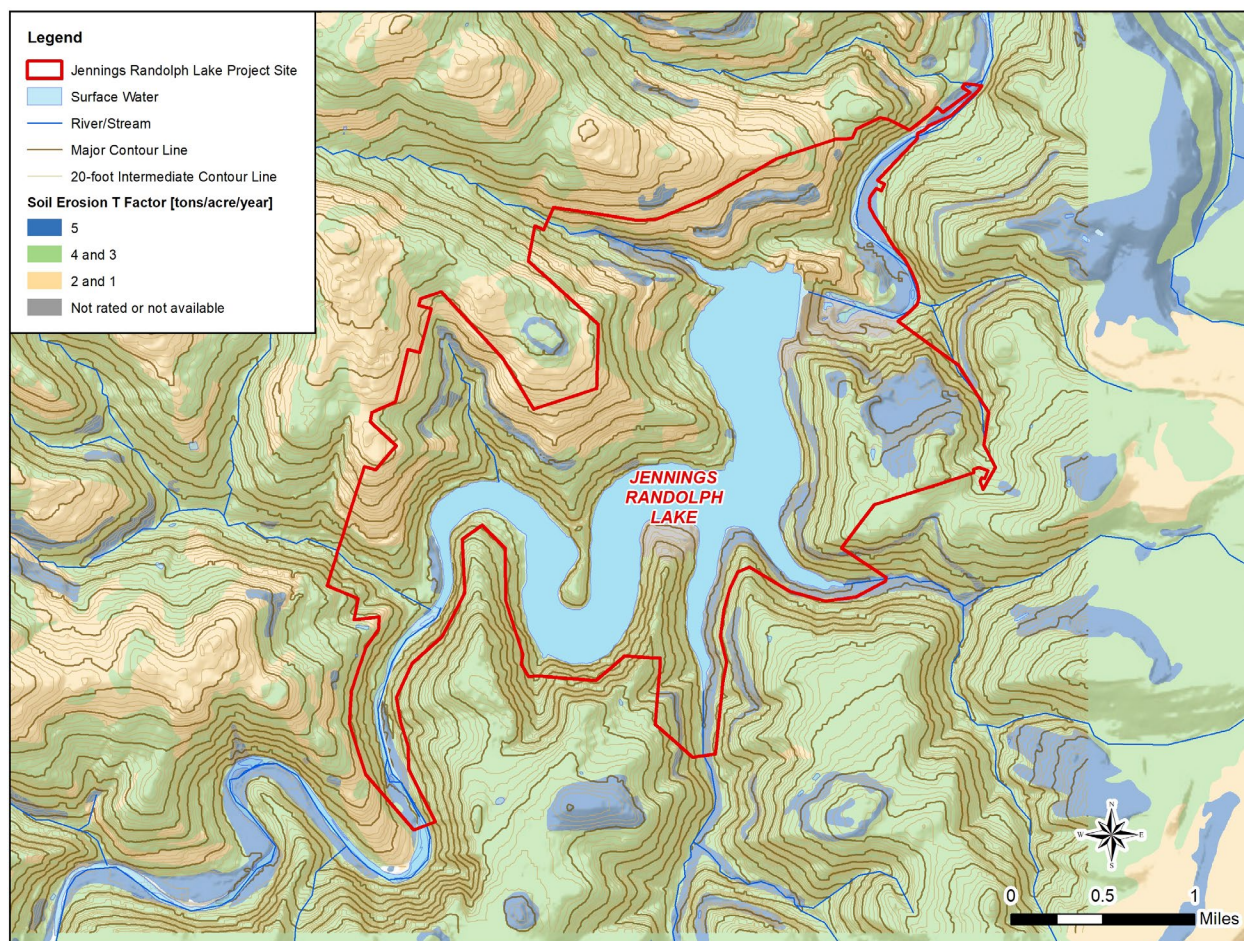 Legend
Jennings Randolph Lake Project Site
Surface Water
River/Stream
Major Contour Line
20-foot Intermediate Contour Line
Soil Erosion T Factor [tons/acre/year]
5
4 and 3
2 and 1
Not rated or not available
JENNINGS
RANDOLPH
LAKE
N
W E
S
0 0.5 1
Miles